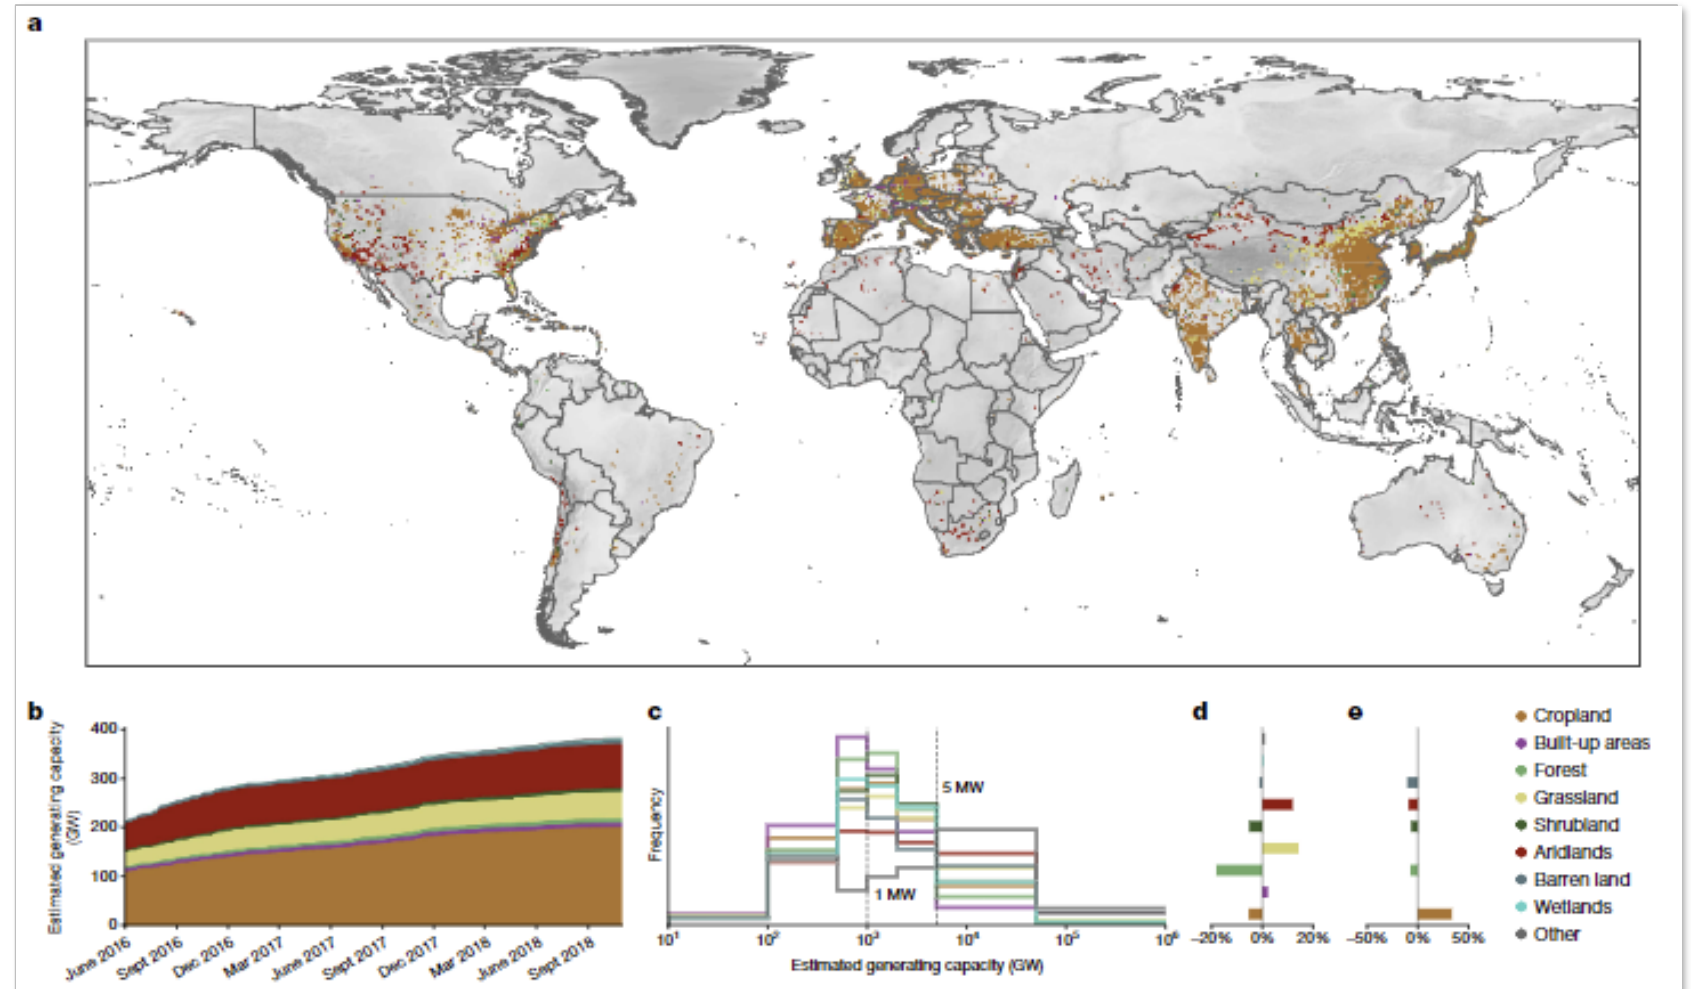 a
b
Estimated generating capacity
(GW)
400
300
200
100
0
June 2016
Sept 2016
Dec 2016
Mar 2017
June 2017
Sept 2017
Dec 2017
Mar 2018
June 2018
Sept 2018
c
Frequency
5 MW
1 MW
10¹
10²
10³
10⁴
10⁵
10⁶
Estimated generating capacity (GW)
d
–20%
0%
20%
e
–50%
0%
50%
Cropland
Built-up areas
Forest
Grassland
Shrubland
Aridlands
Barren land
Wetlands
Other